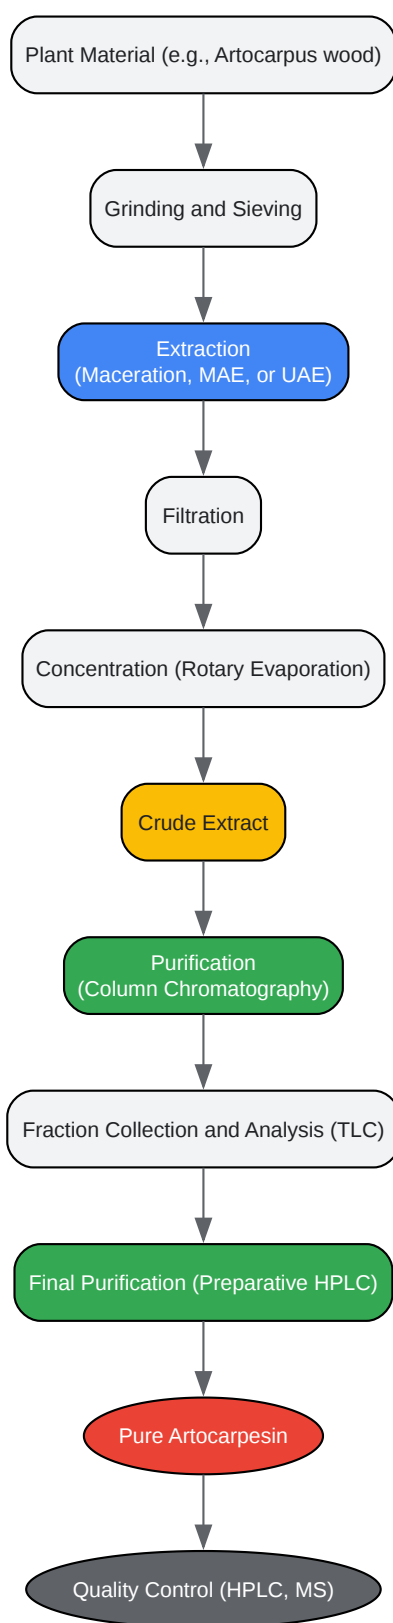 Plant Material (e.g., Artocarpus wood)
Grinding and Sieving
Extraction
(Maceration, MAE, or UAE)
Filtration
Concentration (Rotary Evaporation)
Crude Extract
Purification
(Column Chromatography)
Fraction Collection and Analysis (TLC)
Final Purification (Preparative HPLC)
Pure Artocarpesin
Quality Control (HPLC, MS)